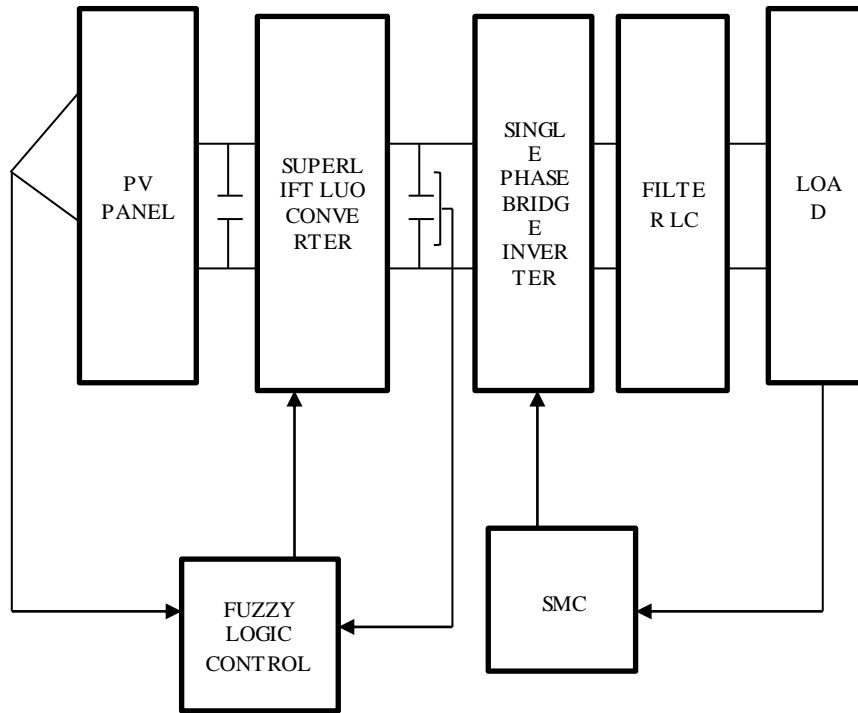 PV
PANEL
SUPERL
IFT LUO
CONVE
RTER
SINGL
E
PHASE
BRIDG
E
INVER
TER
FILTE
R LC
LOA
D
FUZZY
LOGIC
CONTROL
SMC